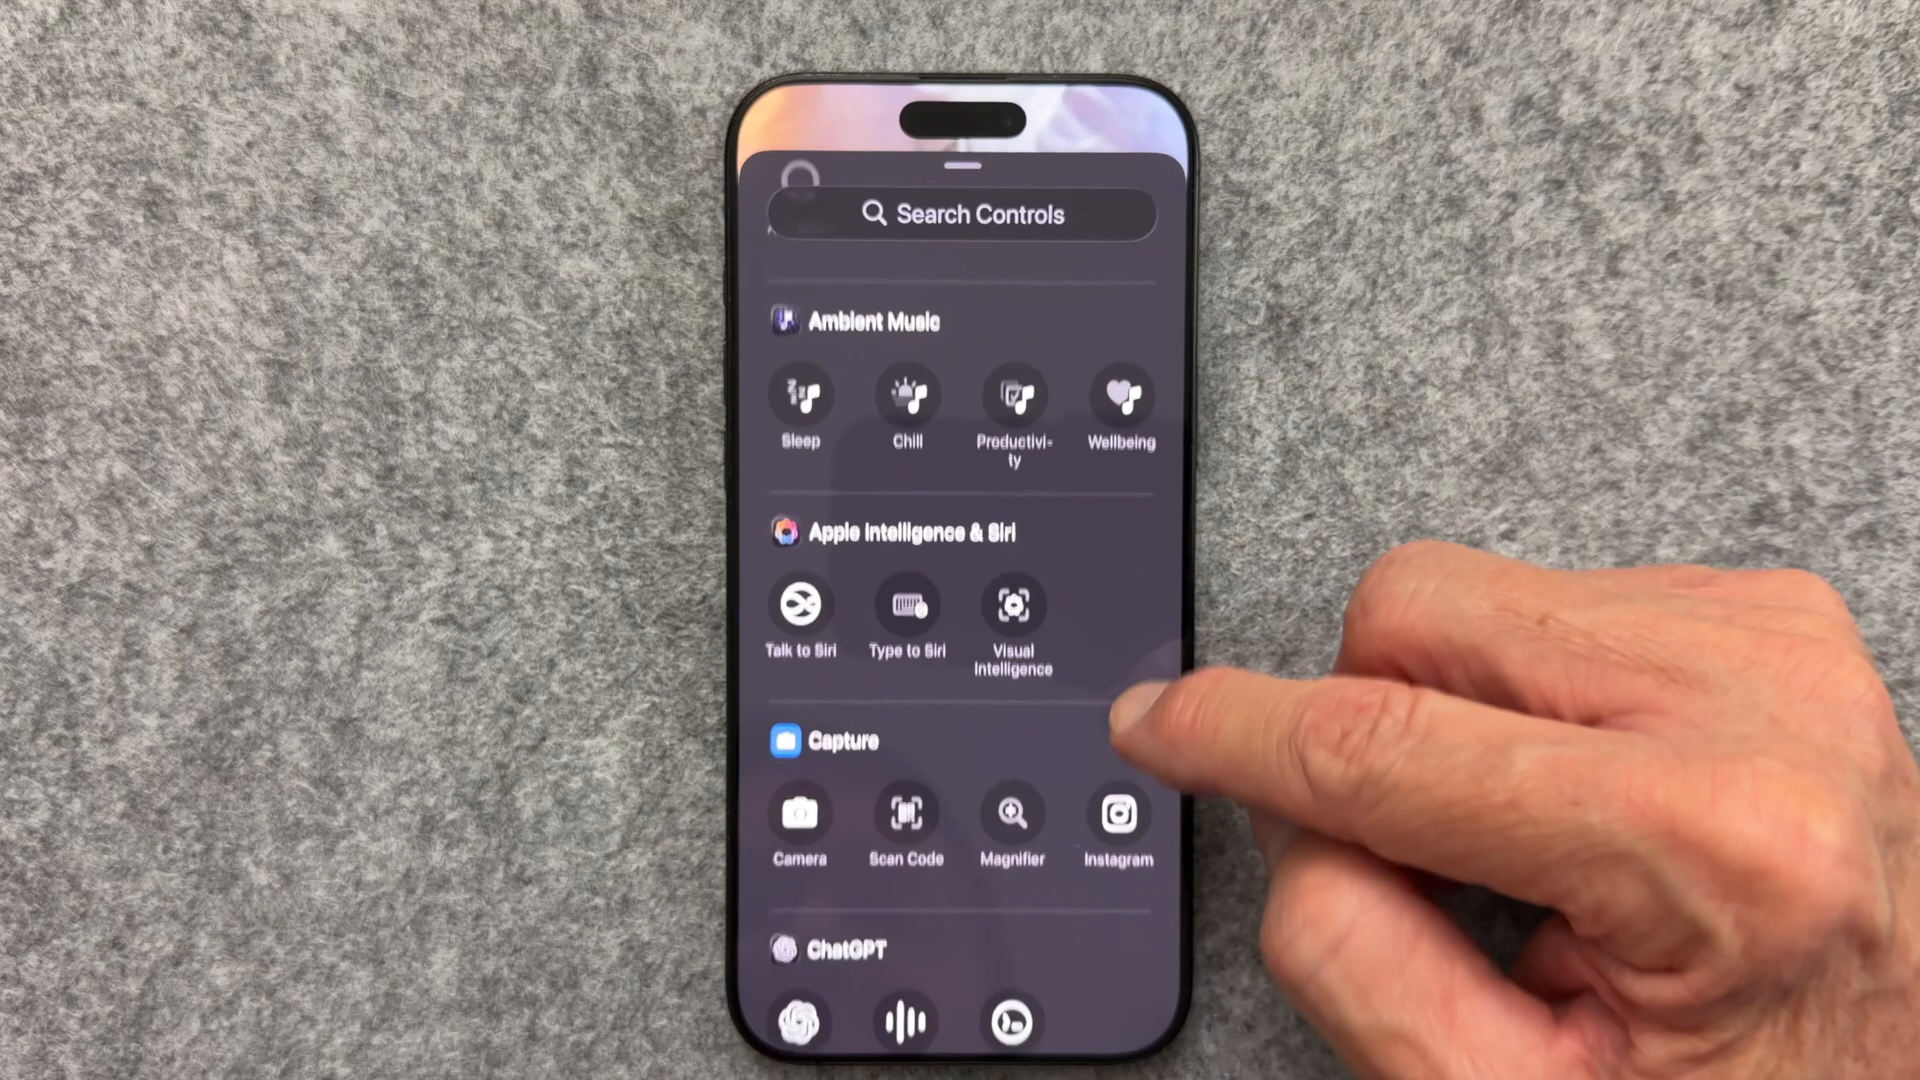 Search Controls
Ambient Music
Sleep
Chill
Productivi-
ty
Wellbeing
Apple Intelligence & Siri
Talk to Siri
Type to Siri
Visual
Intelligence
Capture
Camera
Scan Code
Magnifier
Instagram
ChatGPT